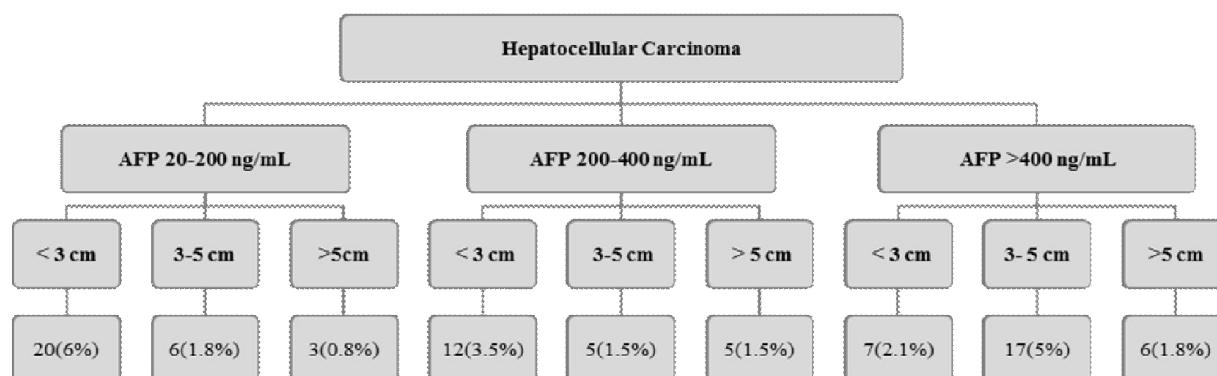 Hepatocellular Carcinoma
AFP 20-200 ng/mL
AFP 200-400 ng/mL
AFP >400 ng/mL
< 3 cm
3-5 cm
>5cm
< 3 cm
3-5 cm
> 5 cm
< 3 cm
3- 5 cm
>5 cm
20(6%)
6(1.8%)
3(0.8%)
12(3.5%)
5(1.5%)
5(1.5%)
7(2.1%)
17(5%)
6(1.8%)